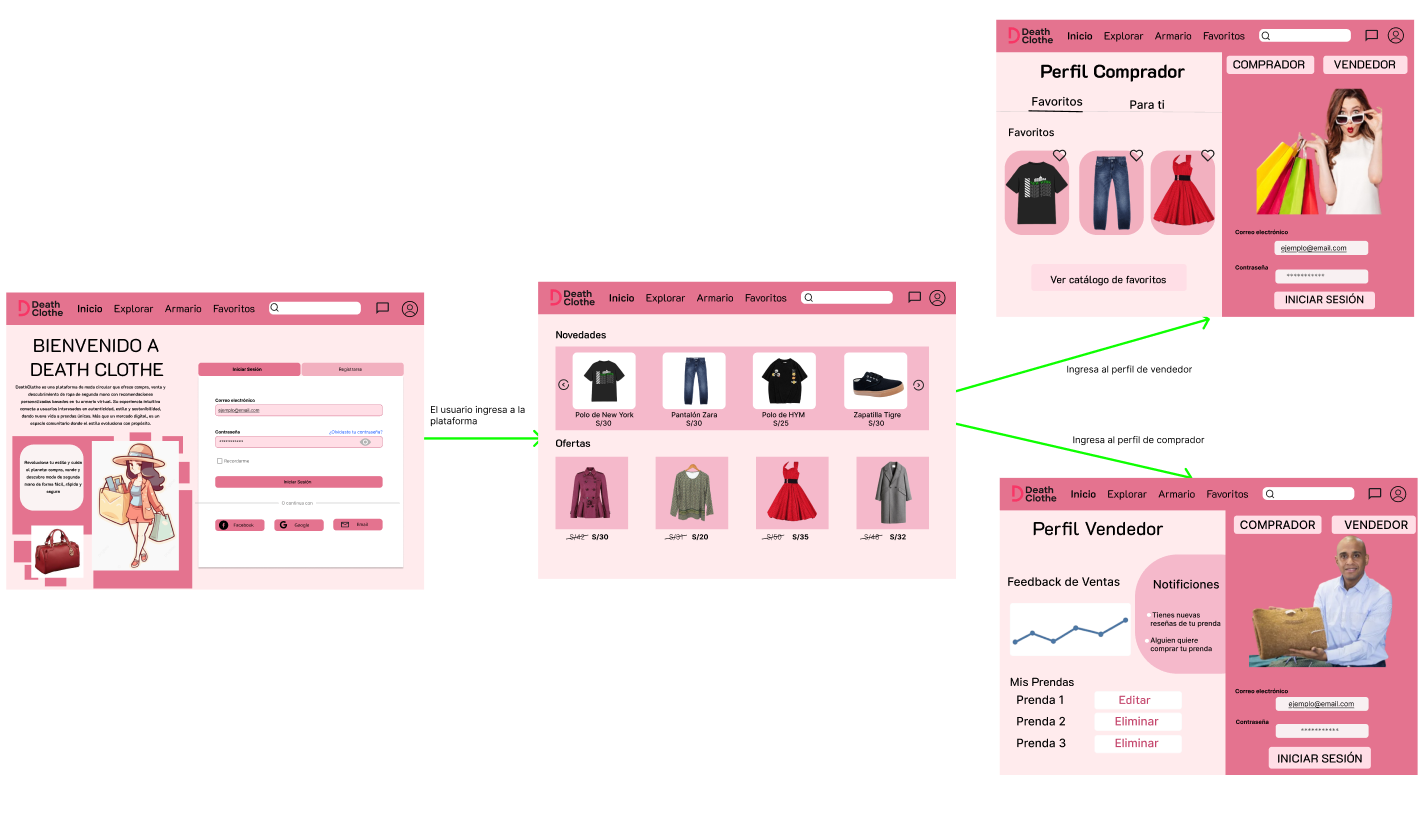 Death
Clothe
Inicio Explorar Armario Favoritos
BIENVENIDO A
DEATH CLOTHE
DeathClothe es una plataforma de moda circular que ofrece compra, venta y
descubrimiento de ropa de segunda mano con recomendaciones
personalizadas basadas en tu armario virtual. Su experiencia intuitiva
conecta a usuarios interesados en autenticidad, estilo y sostenibilidad,
dando nueva vida a prendas únicas. Más que un mercado digital, es un
espacio comunitario donde el estilo evoluciona con propósito.
Revoluciona tu estilo y cuida
el planeta: compra, vende y
descubre moda de segunda
mano de forma fácil, rápida y
segura
Iniciar Sesión Registrarse
Correo electrónico
ejemplo@email.com
Contraseña ¿Olvidaste tu contraseña?
***********
Recordarme
Iniciar Sesión
O continua con
Facebook Google Email
El usuario ingresa a la
plataforma
Death
Clothe
Inicio Explorar Armario Favoritos
Novedades
Polo de New York Pantalón Zara Polo de HYM Zapatilla Tigre
S/30 S/30 S/25 S/30
Ofertas
S/42 S/30 S/31 S/20 S/50 S/35 S/48 S/32
Ingresa al perfil de vendedor
Ingresa al perfil de comprador
Death
Clothe
Inicio Explorar Armario Favoritos
Perfil Comprador
COMPRADOR VENDEDOR
Favoritos Para ti
Favoritos
Ver catálogo de favoritos
Correo electrónico
ejemplo@email.com
Contraseña
***********
INICIAR SESIÓN
Death
Clothe
Inicio Explorar Armario Favoritos
Perfil Vendedor
COMPRADOR VENDEDOR
Feedback de Ventas
Notificiones
Tienes nuevas
reseñas de tu prenda
Alguien quiere
comprar tu prenda
Mis Prendas
Prenda 1 Editar
Prenda 2 Eliminar
Prenda 3 Eliminar
Correo electrónico
ejemplo@email.com
Contraseña
***********
INICIAR SESIÓN